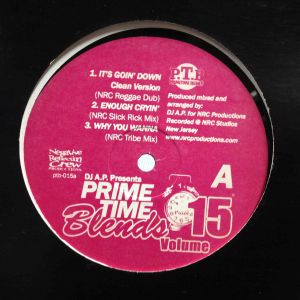 1. IT'S GOIN' DOWN
Clean Version
(NRC Reggae Dub)
2. ENOUGH CRYIN'
(NRC Slick Rick Mix)
3. WHY YOU WANNA
(NRC Tribe Mix)
PTB
Produced mixed and
arranged by:
DJ A.P. for NRC Productions
Recorded @ NRC Studios
New Jersey
www.nrcproductions.com
Negative
Reflection
Crew
PRODUCTIONS
ptb-015a
DJ A.P. Presents
PRIME
TIME
Blends
A
15
Volume